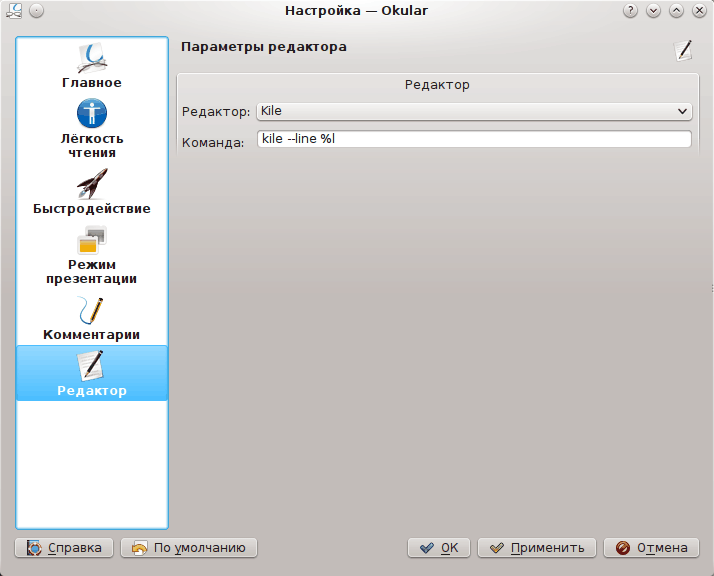 Настройка — Okular
Главное
Лёгкость
чтения
Быстродействие
Режим
презентации
Комментарии
Редактор
Параметры редактора
Редактор
Редактор: Kile
Команда: kile --line %l
Справка
По умолчанию
OK
Применить
Отмена